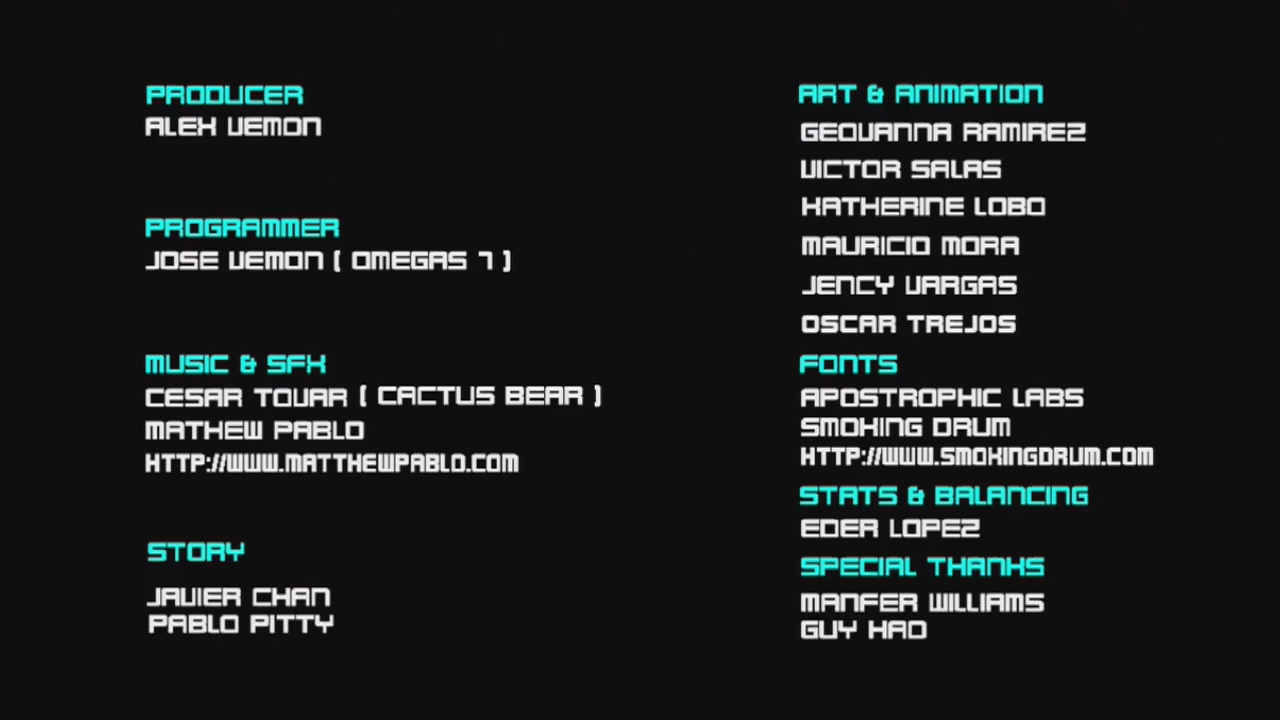 PRODUCER
ALEX VEMON
PROGRAMMER
JOSE VEMON ( OMEGAS 7 )
MUSIC & SFX
CESAR TOVAR ( CACTUS BEAR )
MATHEW PABLO
HTTP://WWW.MATTHEWPABLO.COM
STORY
JAVIER CHAN
PABLO PITTY
ART & ANIMATION
GEOVANNA RAMIREZ
VICTOR SALAS
KATHERINE LOBO
MAURICIO MORA
JENCY VARGAS
OSCAR TREJOS
FONTS
APOSTROPHIC LABS
SMOKING DRUM
HTTP://WWW.SMOKINGDRUM.COM
STATS & BALANCING
EDER LOPEZ
SPECIAL THANKS
MANFER WILLIAMS
GUY HAO